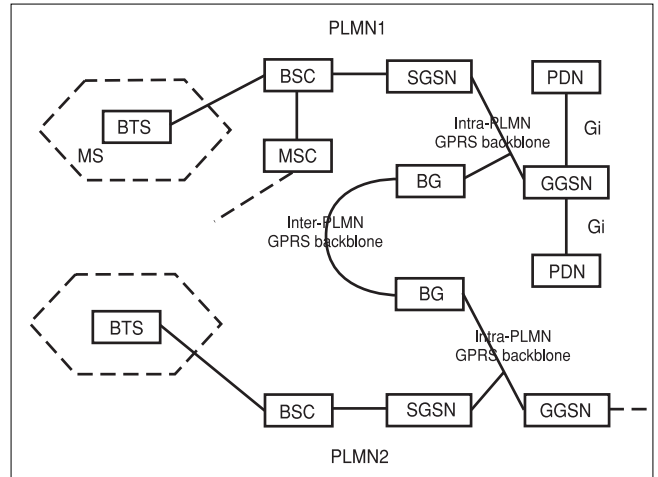 PLMN1
BSC
SGSN
PDN
BTS
MS
MSC
Intra-PLMN
GPRS backblone
Gi
BG
GGSN
Inter-PLMN
GPRS backblone
Gi
PDN
BG
BTS
Intra-PLMN
GPRS backblone
BSC
SGSN
GGSN
PLMN2